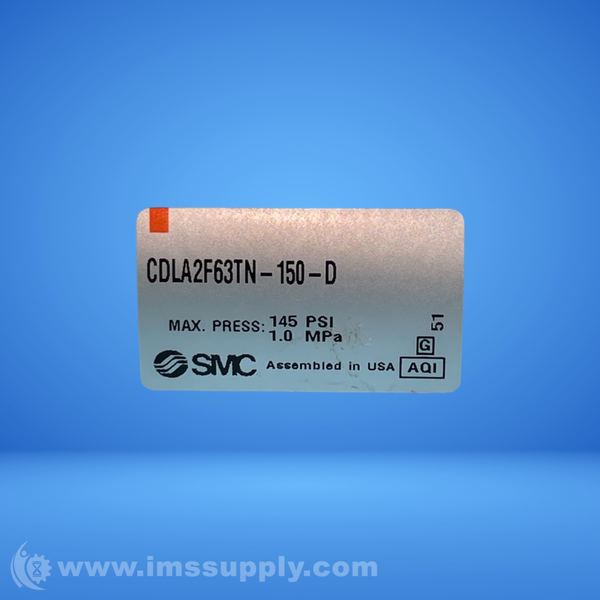 CDLA2F63TN-150-D
MAX. PRESS: 145 PSI
1.0 MPa
51
G
SMC Assembled in USA AQI
www.imssupply.com